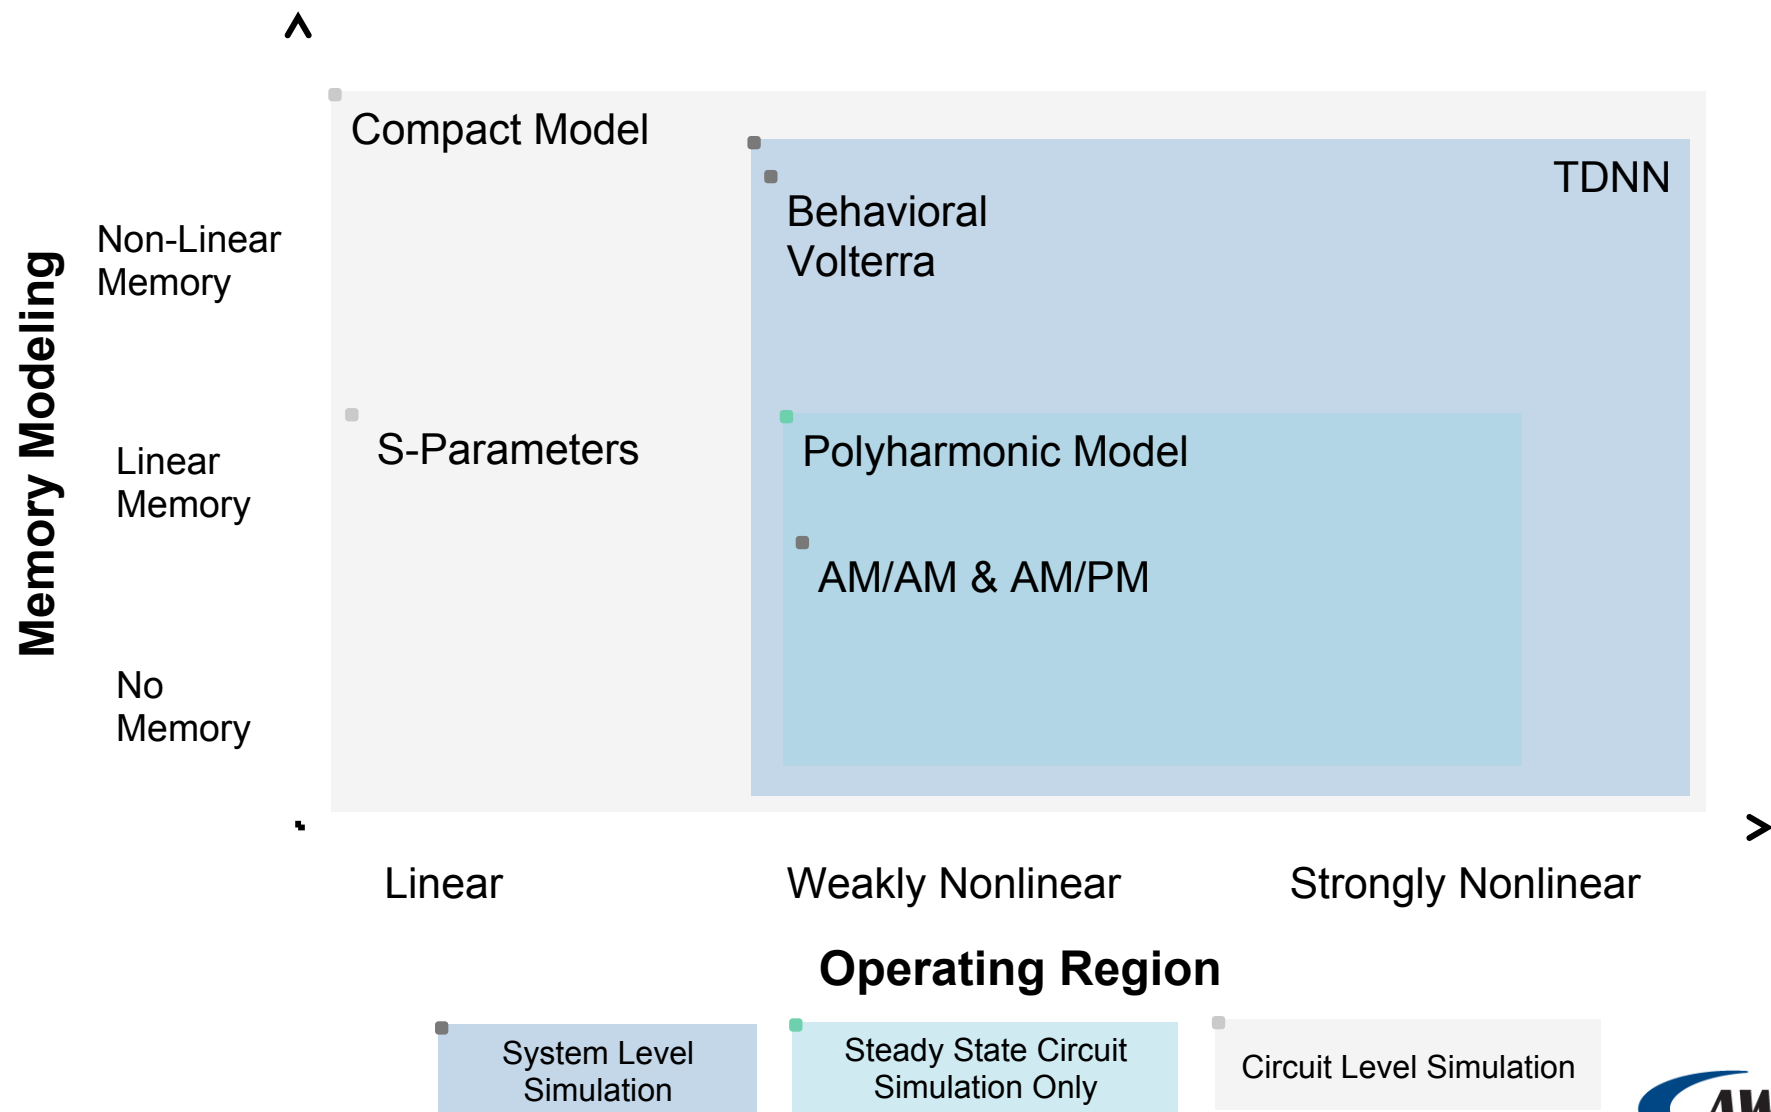 Compact Model
TDNN
Behavioral
Volterra
Non-Linear
Memory
Memory Modeling
S-Parameters
Polyharmonic Model
Linear
Memory
AM/AM & AM/PM
No
Memory
Linear
Weakly Nonlinear
Strongly Nonlinear
Operating Region
System Level
Simulation
Steady State Circuit
Simulation Only
Circuit Level Simulation